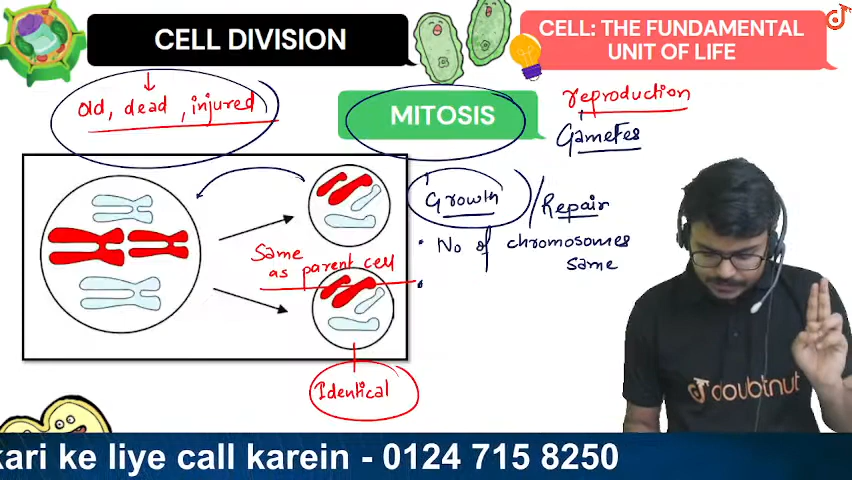 CELL DIVISION
CELL: THE FUNDAMENTAL
UNIT OF LIFE
Old, dead, injured
MITOSIS
reproduction
Gametes
Growth / Repair
• No of chromosomes
same
Same
as parent cell
Identical
doubtnut
kari ke liye call karein - 0124 715 8250